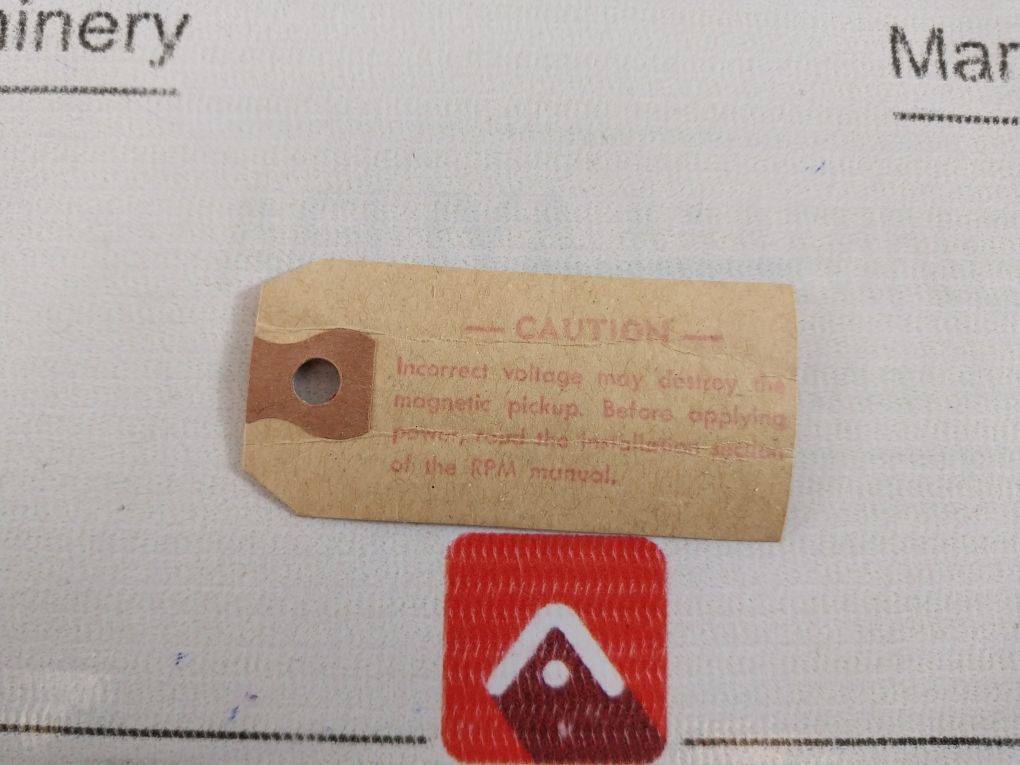 hinery
Mar
— CAUTION —
Incorrect voltage may destroy the
magnetic pickup. Before applying
power, read the installation section
of the RPM manual.